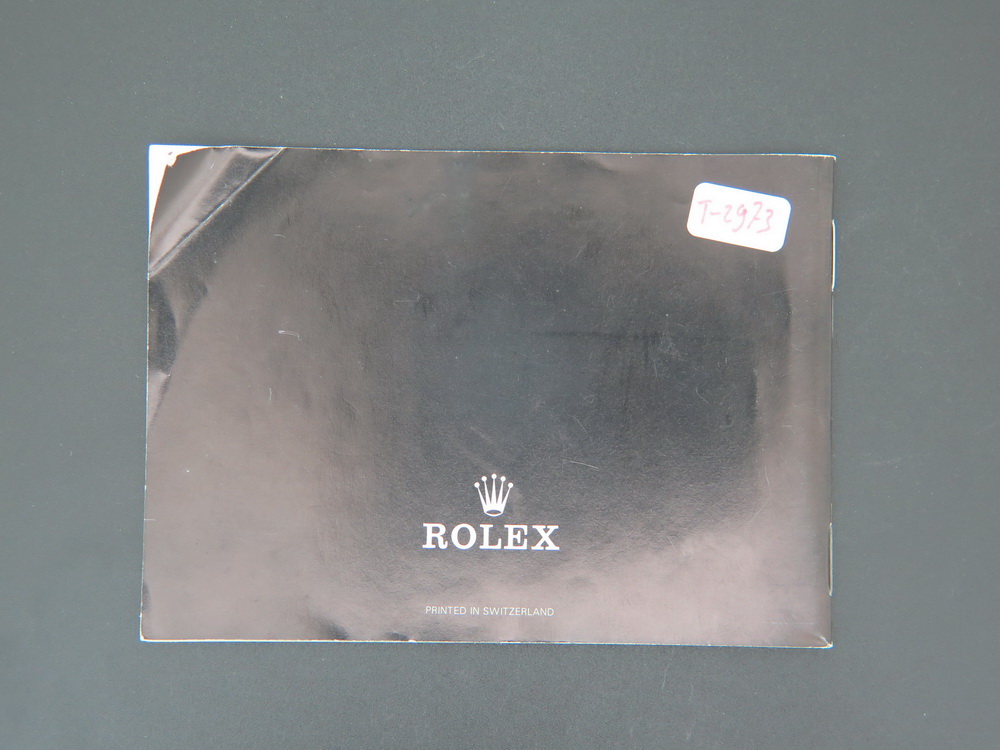 T-2973
ROLEX
PRINTED IN SWITZERLAND